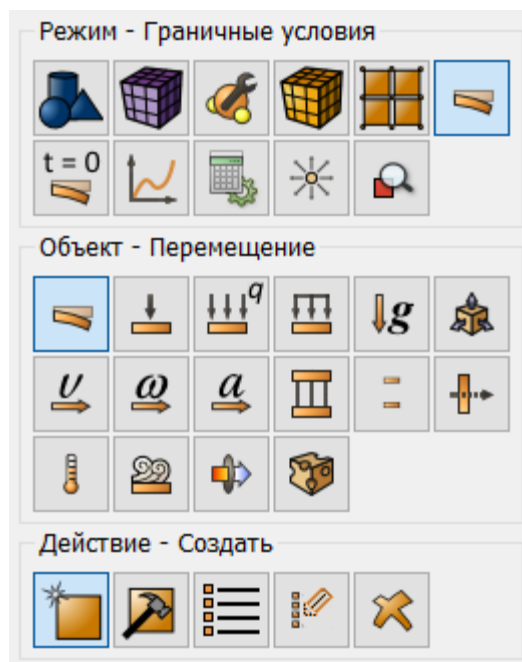 Режим - Граничные условия
t = 0
Объект - Перемещение
q
g
v ω a
Действие - Создать